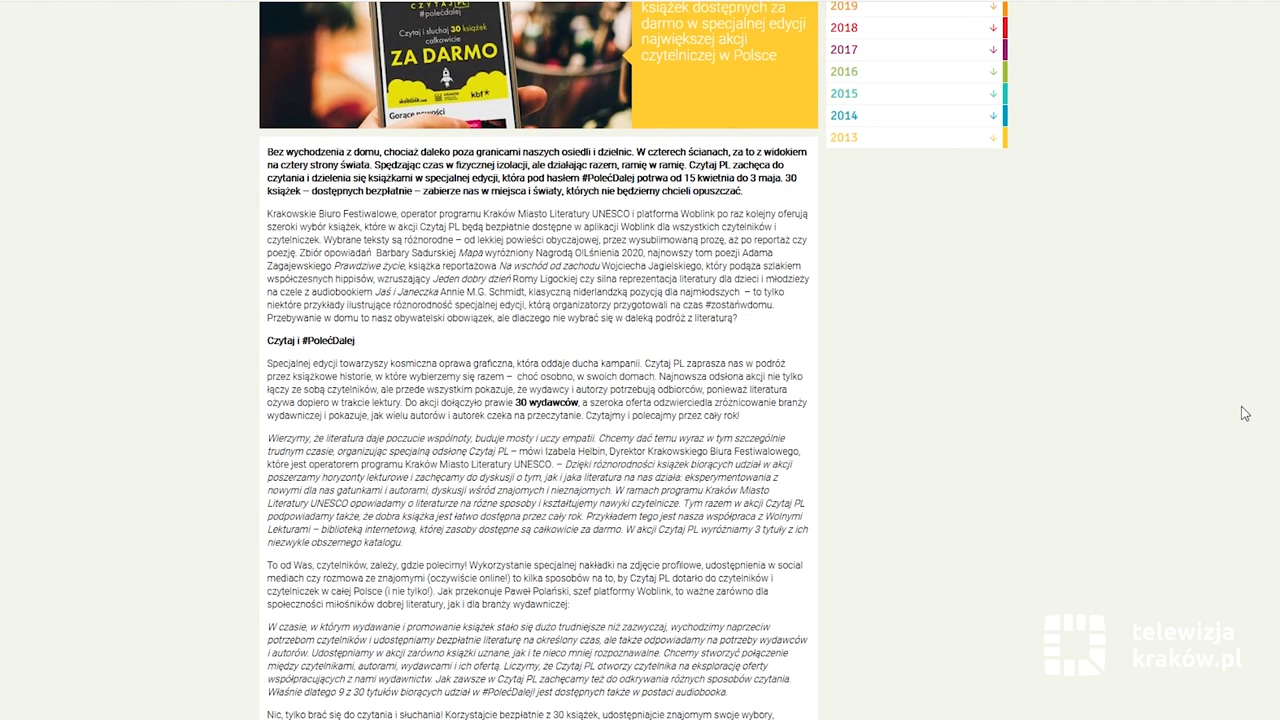 CZYTAJ PL
#polećdalej
Czytaj i słuchaj 30 książek
całkowicie
ZA DARMO
woblink.com
KRAKÓW
kbf:
Gorące nowości
książek dostępnych za
darmo w specjalnej edycji
największej akcji
czytelniczej w Polsce
2019
2018
2017
2016
2015
2014
2013
Bez wychodzenia z domu, chociaż daleko poza granicami naszych osiedli i dzielnic. W czterech ścianach, za to z widokiem
na cztery strony świata. Spędzając czas w fizycznej izolacji, ale działając razem, ramię w ramię. Czytaj PL zachęca do
czytania i dzielenia się książkami w specjalnej edycji, która pod hasłem #PolećDalej potrwa od 15 kwietnia do 3 maja. 30
książek – dostępnych bezpłatnie – zabierze nas w miejsca i światy, których nie będziemy chcieli opuszczać.
Krakowskie Biuro Festiwalowe, operator programu Kraków Miasto Literatury UNESCO i platforma Woblink po raz kolejny oferują
szeroki wybór książek, które w akcji Czytaj PL będą bezpłatnie dostępne w aplikacji Woblink dla wszystkich czytelników i
czytelniczek. Wybrane teksty są różnorodne – od lekkiej powieści obyczajowej, przez wysublimowaną prozę, aż po reportaż czy
poezję. Zbiór opowiadań Barbary Sadurskiej Mapa wyróżniony Nagrodą O!Lśnienia 2020, najnowszy tom poezji Adama
Zagajewskiego Prawdziwe życie, książka reportażowa Na wschód od zachodu Wojciecha Jagielskiego, który podąża szlakiem
współczesnych hippisów, wzruszający Jeden dobry dzień Romy Ligockiej czy silna reprezentacja literatury dla dzieci i młodzieży
na czele z audiobookiem Jaś i Janeczka Annie M.G. Schmidt, klasyczną niderlandzką pozycją dla najmłodszych – to tylko
niektóre przykłady ilustrujące różnorodność specjalnej edycji, którą organizatorzy przygotowali na czas #zostańwdomu.
Przebywanie w domu to nasz obywatelski obowiązek, ale dlaczego nie wybrać się w daleką podróż z literaturą?
Czytaj i #PolećDalej
Specjalnej edycji towarzyszy kosmiczna oprawa graficzna, która oddaje ducha kampanii. Czytaj PL zaprasza nas w podróż
przez książkowe historie, w które wybierzemy się razem – choć osobno, w swoich domach. Najnowsza odsłona akcji nie tylko
łączy ze sobą czytelników, ale przede wszystkim pokazuje, że wydawcy i autorzy potrzebują odbiorców, ponieważ literatura
ożywa dopiero w trakcie lektury. Do akcji dołączyło prawie 30 wydawców, a szeroka oferta odzwierciedla zróżnicowanie branży
wydawniczej i pokazuje, jak wielu autorów i autorek czeka na przeczytanie. Czytajmy i polecajmy przez cały rok!
Wierzymy, że literatura daje poczucie wspólnoty, buduje mosty i uczy empatii. Chcemy dać temu wyraz w tym szczególnie
trudnym czasie, organizując specjalną odsłonę Czytaj PL – mówi Izabela Helbin, Dyrektor Krakowskiego Biura Festiwalowego,
które jest operatorem programu Kraków Miasto Literatury UNESCO. – Dzięki różnorodności książek biorących udział w akcji
poszerzamy horyzonty lekturowe i zachęcamy do dyskusji o tym, jak i jaka literatura na nas działa: eksperymentowania z
nowymi dla nas gatunkami i autorami, dyskusji wśród znajomych i nieznajomych. W ramach programu Kraków Miasto
Literatury UNESCO opowiadamy o literaturze na różne sposoby i kształtujemy nawyki czytelnicze. Tym razem w akcji Czytaj PL
podpowiadamy także, że dobra książka jest łatwo dostępna przez cały rok. Przykładem tego jest nasza współpraca z Wolnymi
Lekturami – biblioteką internetową, której zasoby dostępne są całkowicie za darmo. W akcji Czytaj PL wyróżniamy 3 tytuły z ich
niezwykle obszernego katalogu.
To od Was, czytelników, zależy, gdzie polecimy! Wykorzystanie specjalnej nakładki na zdjęcie profilowe, udostępnienia w social
mediach czy rozmowa ze znajomymi (oczywiście online!) to kilka sposobów na to, by Czytaj PL dotarło do czytelników i
czytelniczek w całej Polsce (i nie tylko!). Jak przekonuje Paweł Polański, szef platformy Woblink, to ważne zarówno dla
społeczności miłośników dobrej literatury, jak i dla branży wydawniczej:
W czasie, w którym wydawanie i promowanie książek stało się dużo trudniejsze niż zazwyczaj, wychodzimy naprzeciw
potrzebom czytelników i udostępniamy bezpłatnie literaturę na określony czas, ale także odpowiadamy na potrzeby wydawców
i autorów. Udostępniamy w akcji zarówno książki uznane, jak i te nieco mniej rozpoznawalne. Chcemy stworzyć połączenie
między czytelnikami, autorami, wydawcami i ich ofertą. Liczymy, że Czytaj PL otworzy czytelnika na eksplorację oferty
współpracujących z nami wydawnictw. Jak zawsze w Czytaj PL zachęcamy też do odkrywania różnych sposobów czytania.
Właśnie dlatego 9 z 30 tytułów biorących udział w #PolećDalej! jest dostępnych także w postaci audiobooka.
Nic, tylko brać się do czytania i słuchania! Korzystajcie bezpłatnie z 30 książek, udostępniajcie znajomym swoje wybory,
telewizja
kraków.pl